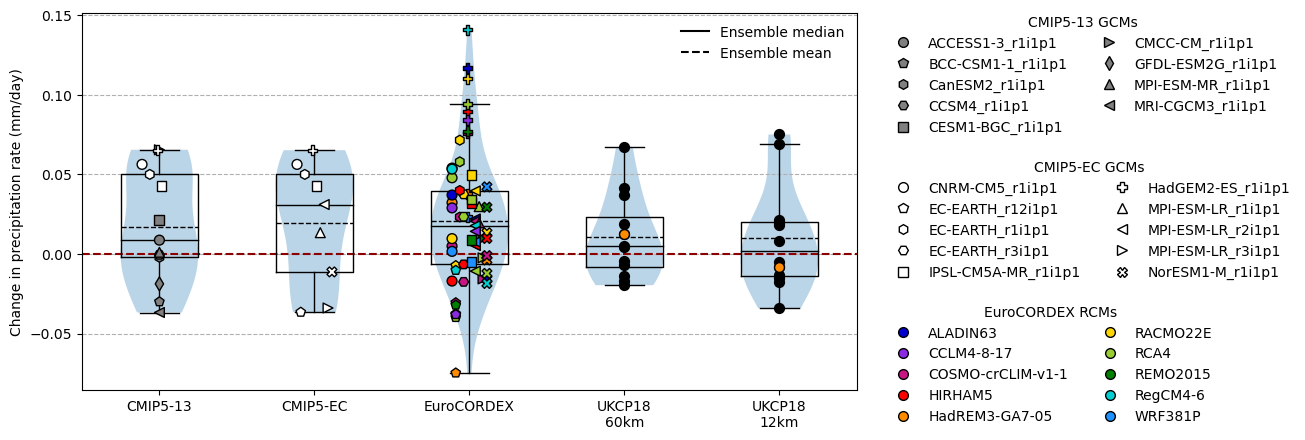 Change in precipitation rate (mm/day)
0.15
0.10
0.05
0.00
−0.05
Ensemble median
Ensemble mean
CMIP5-13
CMIP5-EC
EuroCORDEX
UKCP18
60km
UKCP18
12km
CMIP5-13 GCMs
ACCESS1-3_r1i1p1
BCC-CSM1-1_r1i1p1
CanESM2_r1i1p1
CCSM4_r1i1p1
CESM1-BGC_r1i1p1
CMCC-CM_r1i1p1
GFDL-ESM2G_r1i1p1
MPI-ESM-MR_r1i1p1
MRI-CGCM3_r1i1p1
CMIP5-EC GCMs
CNRM-CM5_r1i1p1
EC-EARTH_r12i1p1
EC-EARTH_r1i1p1
EC-EARTH_r3i1p1
IPSL-CM5A-MR_r1i1p1
HadGEM2-ES_r1i1p1
MPI-ESM-LR_r1i1p1
MPI-ESM-LR_r2i1p1
MPI-ESM-LR_r3i1p1
NorESM1-M_r1i1p1
EuroCORDEX RCMs
ALADIN63
CCLM4-8-17
COSMO-crCLIM-v1-1
HIRHAM5
HadREM3-GA7-05
RACMO22E
RCA4
REMO2015
RegCM4-6
WRF381P